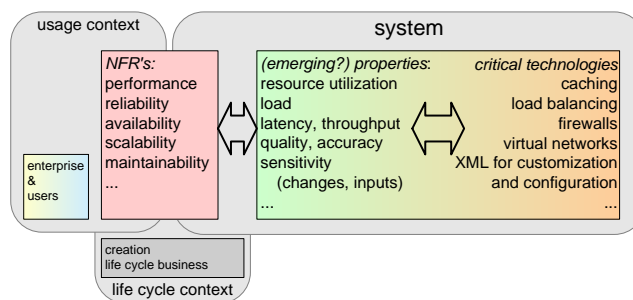 usage context
system
NFR's:
performance
reliability
availability
scalability
maintainability
...
enterprise
&
users
(emerging?) properties:
resource utilization
load
latency, throughput
quality, accuracy
sensitivity
(changes, inputs)
...
critical technologies
caching
load balancing
firewalls
virtual networks
XML for customization
and configuration
...
creation
life cycle business
life cycle context